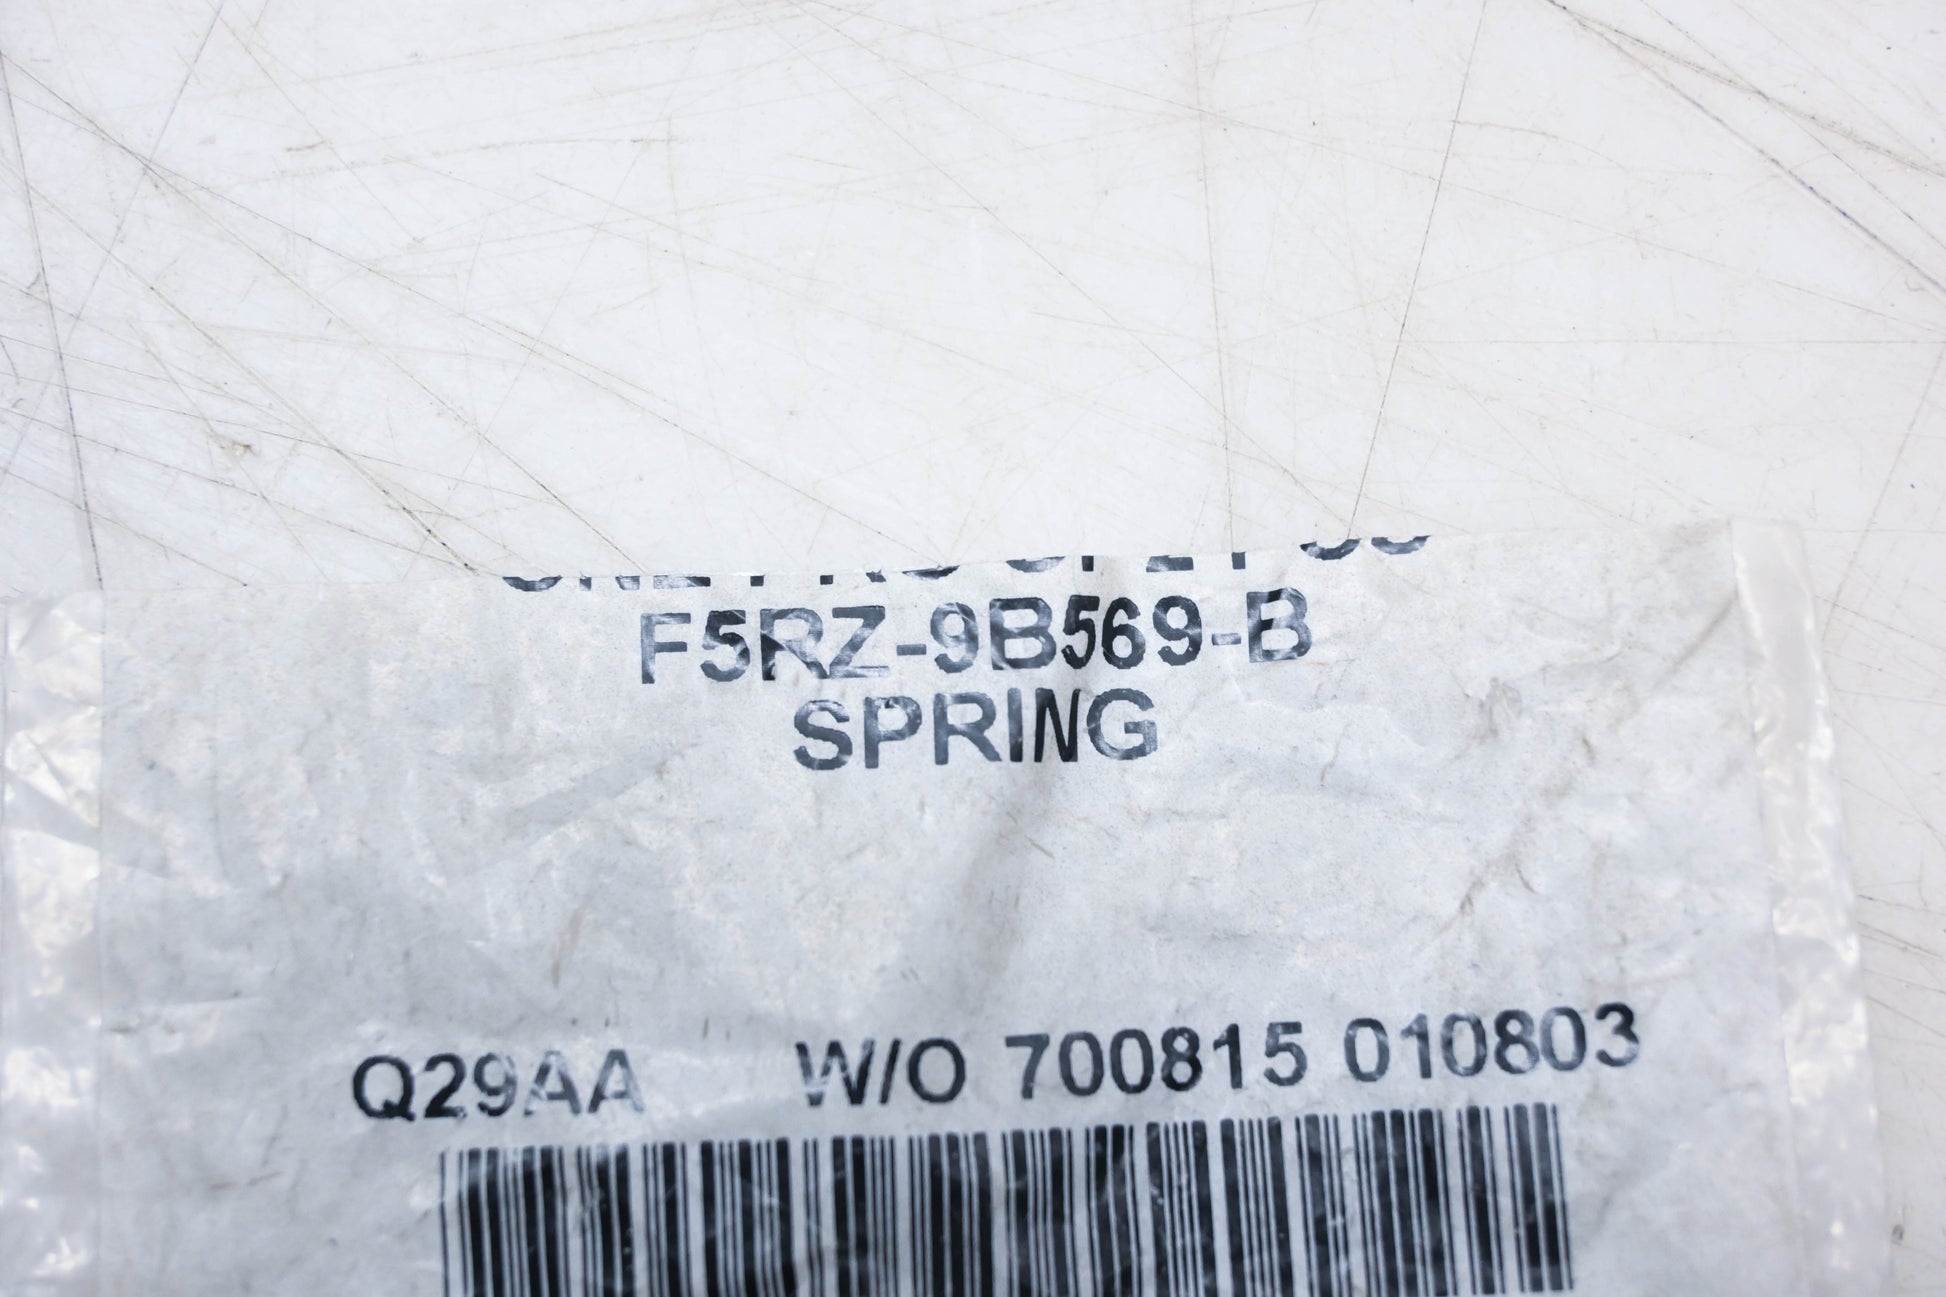 F5RZ-9B569-B
SPRING
Q29AA W/O 700815 010803